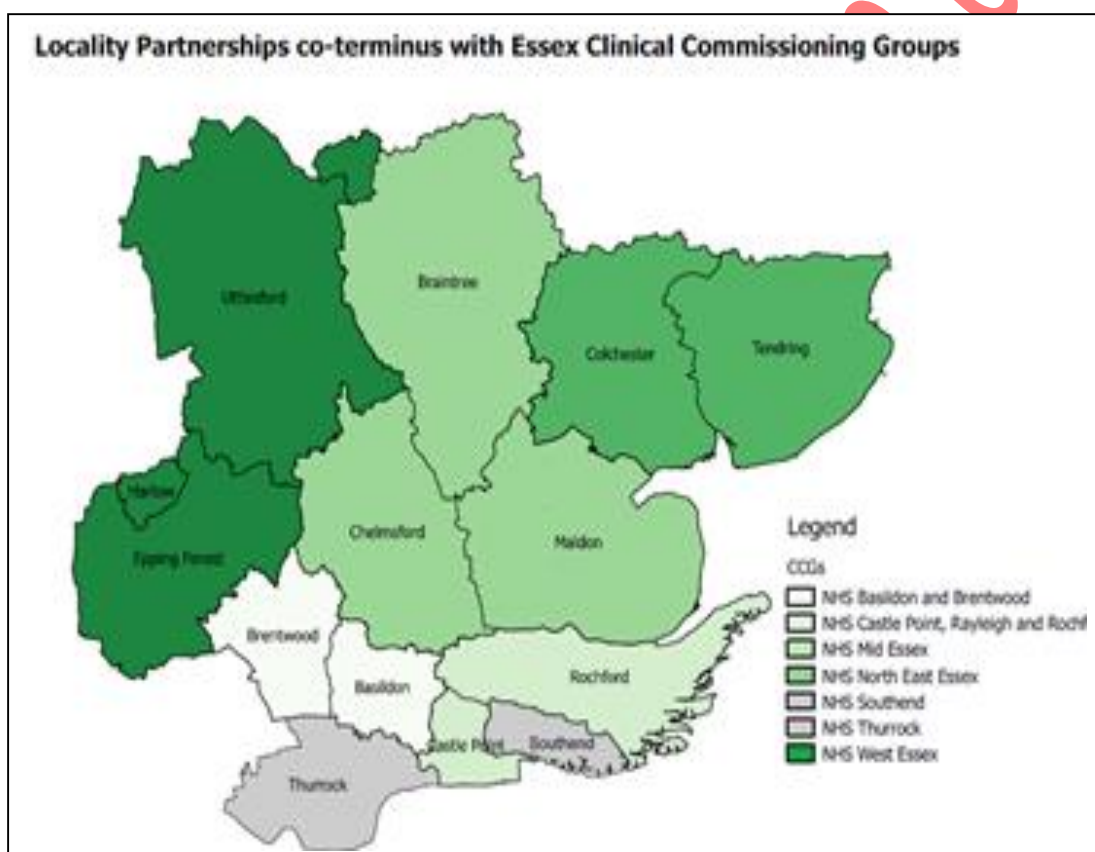 Locality Partnerships co-terminus with Essex Clinical Commissioning Groups
Uttlesford
Braintree
Colchester
Tendring
Harlow
Epping Forest
Chelmsford
Maldon
Brentwood
Basildon
Rochford
Castle Point
Southend
Thurrock
Legend
CCGs
NHS Basildon and Brentwood
NHS Castle Point, Rayleigh and Rochf
NHS Mid Essex
NHS North East Essex
NHS Southend
NHS Thurrock
NHS West Essex